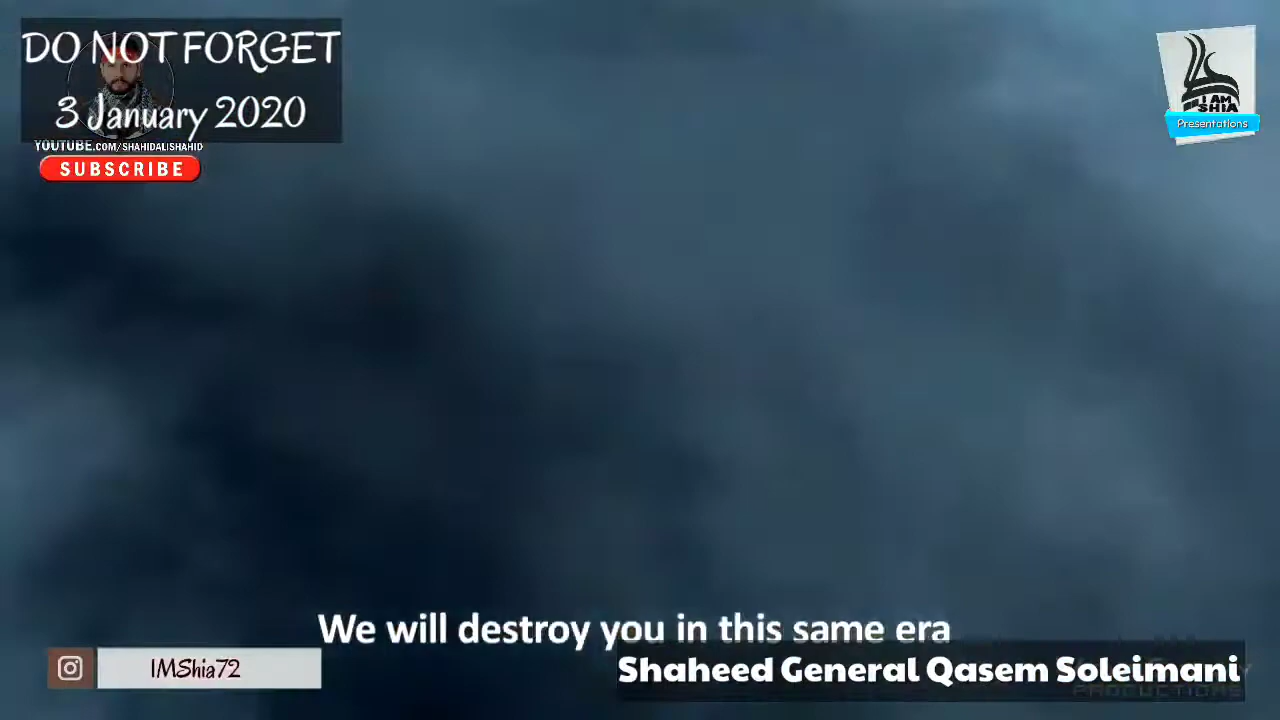 DO NOT FORGET
3 January 2020
YOUTUBE.COM/SHAHIDALISHAHID
SUBSCRIBE
I AM
SHIA
Presentations
We will destroy you in this same era
IMShia72
Shaheed General Qasem Soleimani
PRODUCTIONS